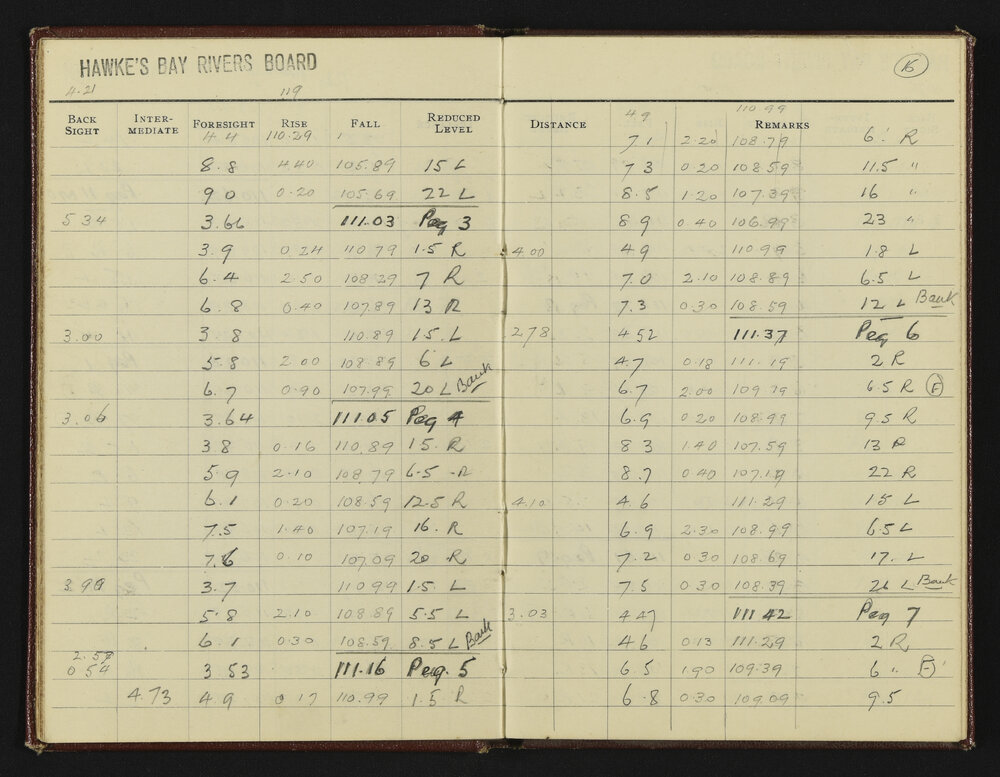 HAWKE'S BAY RIVERS BOARD
4.21 119
BACK SIGHT INTER-MEDIATE FORESIGHT RISE FALL REDUCED LEVEL
4.4 110.29
8.8 4.40 105.89 15 L
9 0 0.20 105.69 22 L
5 34 3.66 111.03 Peg 3
3.9 0.24 110 79 1.5 R
6.4 2.50 108.29 7 R
6.8 0.40 107.89 13 R
3.00 3 8 110.89 1.5. L
5.8 2.00 108.89 6 L
6.7 0.90 107.99 20 L Bank
3.06 3.64 111.05 Peg 4
3 8 0.16 110.89 1.5. R
5.9 2.10 108.79 6.5 R
6.1 0.20 108.59 12.5 R
7.5 1.40 107.19 16. R
7.6 0.10 107.09 20 R
3.99 3.7 110 99 1.5. L
5.8 2.10 108.89 5.5 L
6.1 0.30 108.59 8.5 L Bank
2.57
0 54 3 53 111.16 Peg. 5
4.73 4.9 0.17 110.99 1.5 R
16
DISTANCE REMARKS
4 9 110 99
7.1 2.20 108.79 6. R
7 3 0 20 108.59 11.5 "
8.5 1.20 107.39 16 "
8 9 0.40 106.99 23 "
4.00 4 9 110 99 1.8 L
7.0 2.10 108.89 6.5 L
7.3 0.30 108.59 12 L Bank
2.78 4 52 111.37 Peg 6
4.7 0.18 111.19 2 R
6.7 2.00 109.19 6.5 R F
6.9 0 20 108.99 9.5 R
8 3 1.40 107.59 13 R
8.7 0.40 107.19 22 R
4.10 4.6 111.29 1.5 L
6.9 2.30 108.99 6.5 L
7.2 0 30 108.69 17. L
7.5 0.30 108.39 26 L Bank
3.03 4 47 111 42 Peg 7
4 6 0.13 111.29 2 R
6.5 1.90 109.39 6 "
6.8 0.30 109.09 9.5